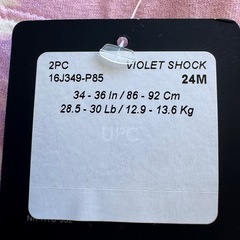 2PC VIOLET SHOCK
16J349-P85 24M
34 - 36 In / 86 - 92 Cm
28.5 - 30 Lb / 12.9 - 13.6 Kg
UPC